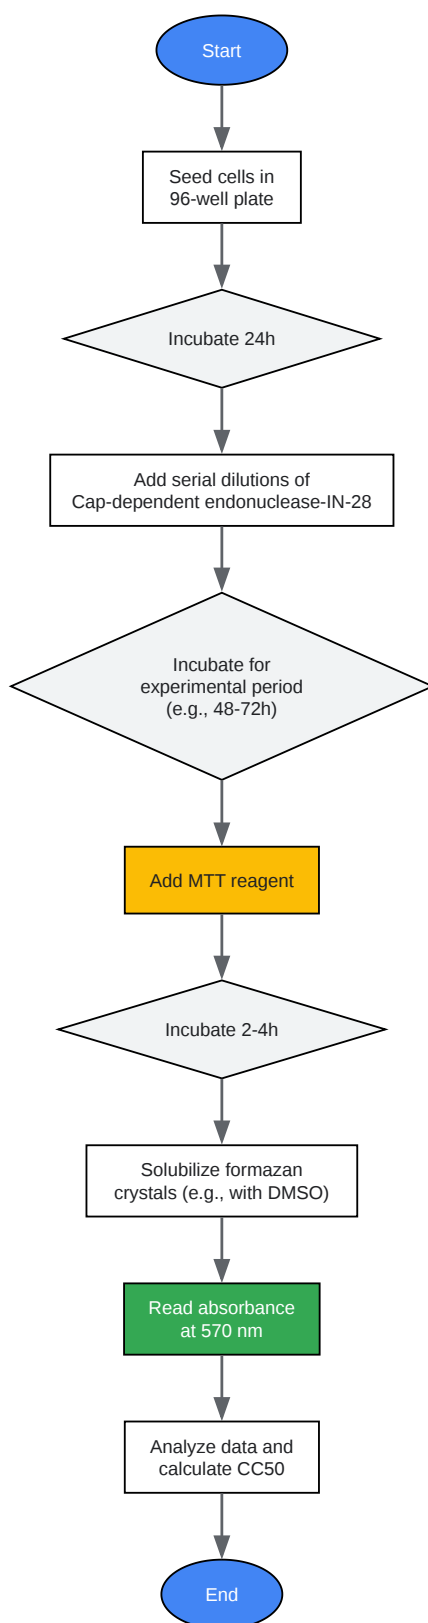 Start
Seed cells in
96-well plate
Incubate 24h
Add serial dilutions of
Cap-dependent endonuclease-IN-28
Incubate for
experimental period
(e.g., 48-72h)
Add MTT reagent
Incubate 2-4h
Solubilize formazan
crystals (e.g., with DMSO)
Read absorbance
at 570 nm
Analyze data and
calculate CC50
End